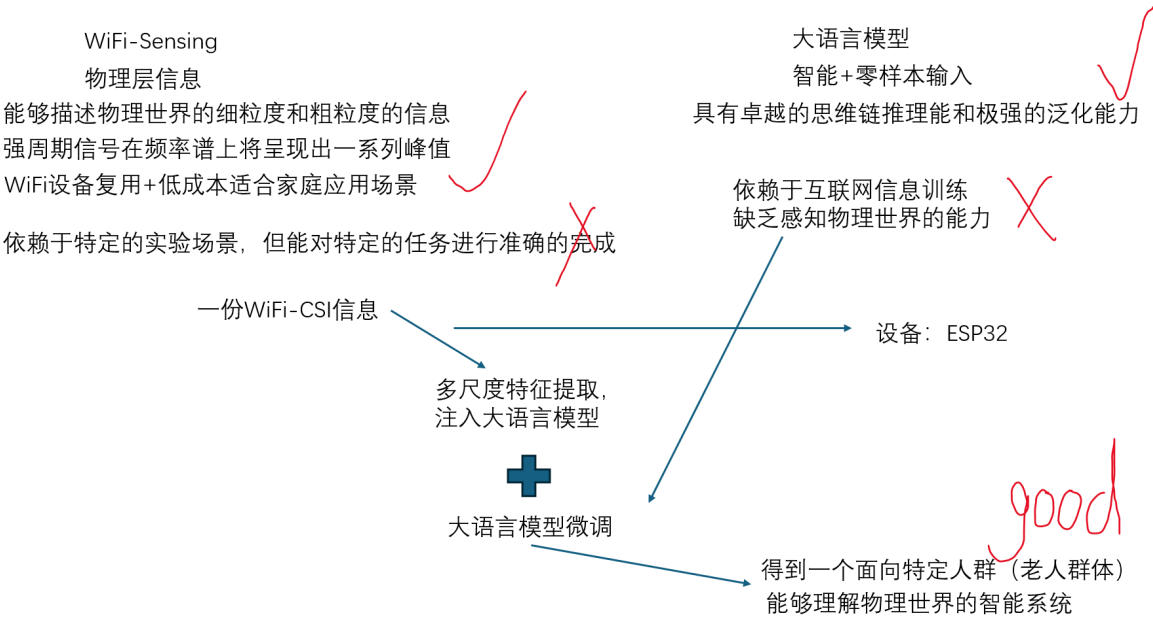 WiFi-Sensing
物理层信息
能够描述物理世界的细粒度和粗粒度的信息
强周期信号在频率谱上将呈现出一系列峰值
WiFi设备复用+低成本适合家庭应用场景
依赖于特定的实验场景，但能对特定的任务进行准确的完成
大语言模型
智能+零样本输入
具有卓越的思维链推理能和极强的泛化能力
依赖于互联网信息训练
缺乏感知物理世界的能力
一份WiFi-CSI信息
设备：ESP32
多尺度特征提取，
注入大语言模型
大语言模型微调
good
得到一个面向特定人群（老人群体）
能够理解物理世界的智能系统